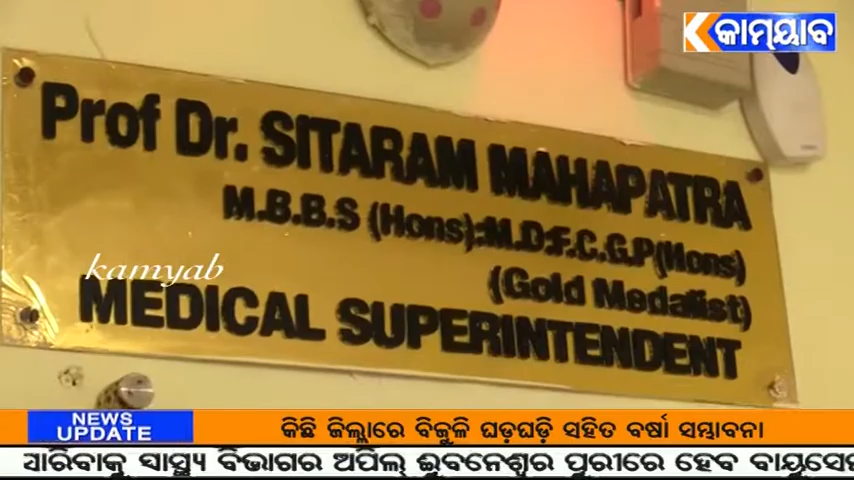 କାମୟାବ
Prof Dr. SITARAM MAHAPATRA
M.B.B.S (Hons):M.D:F.C.G.P(Hons)
(Gold Medalist)
kamyab
MEDICAL SUPERINTENDENT
NEWS UPDATE
କିଛି ଜିଲ୍ଲାରେ ବିଜୁଳି ଘଡ଼ଘଡ଼ି ସହିତ ବର୍ଷା ସମ୍ଭାବନା
ସାରିବାକୁ ସ୍ୱାସ୍ଥ୍ୟ ବିଭାଗର ଅପିଲ୍ ଭୁବନେଶ୍ୱର ପୁରୀରେ ହେବ